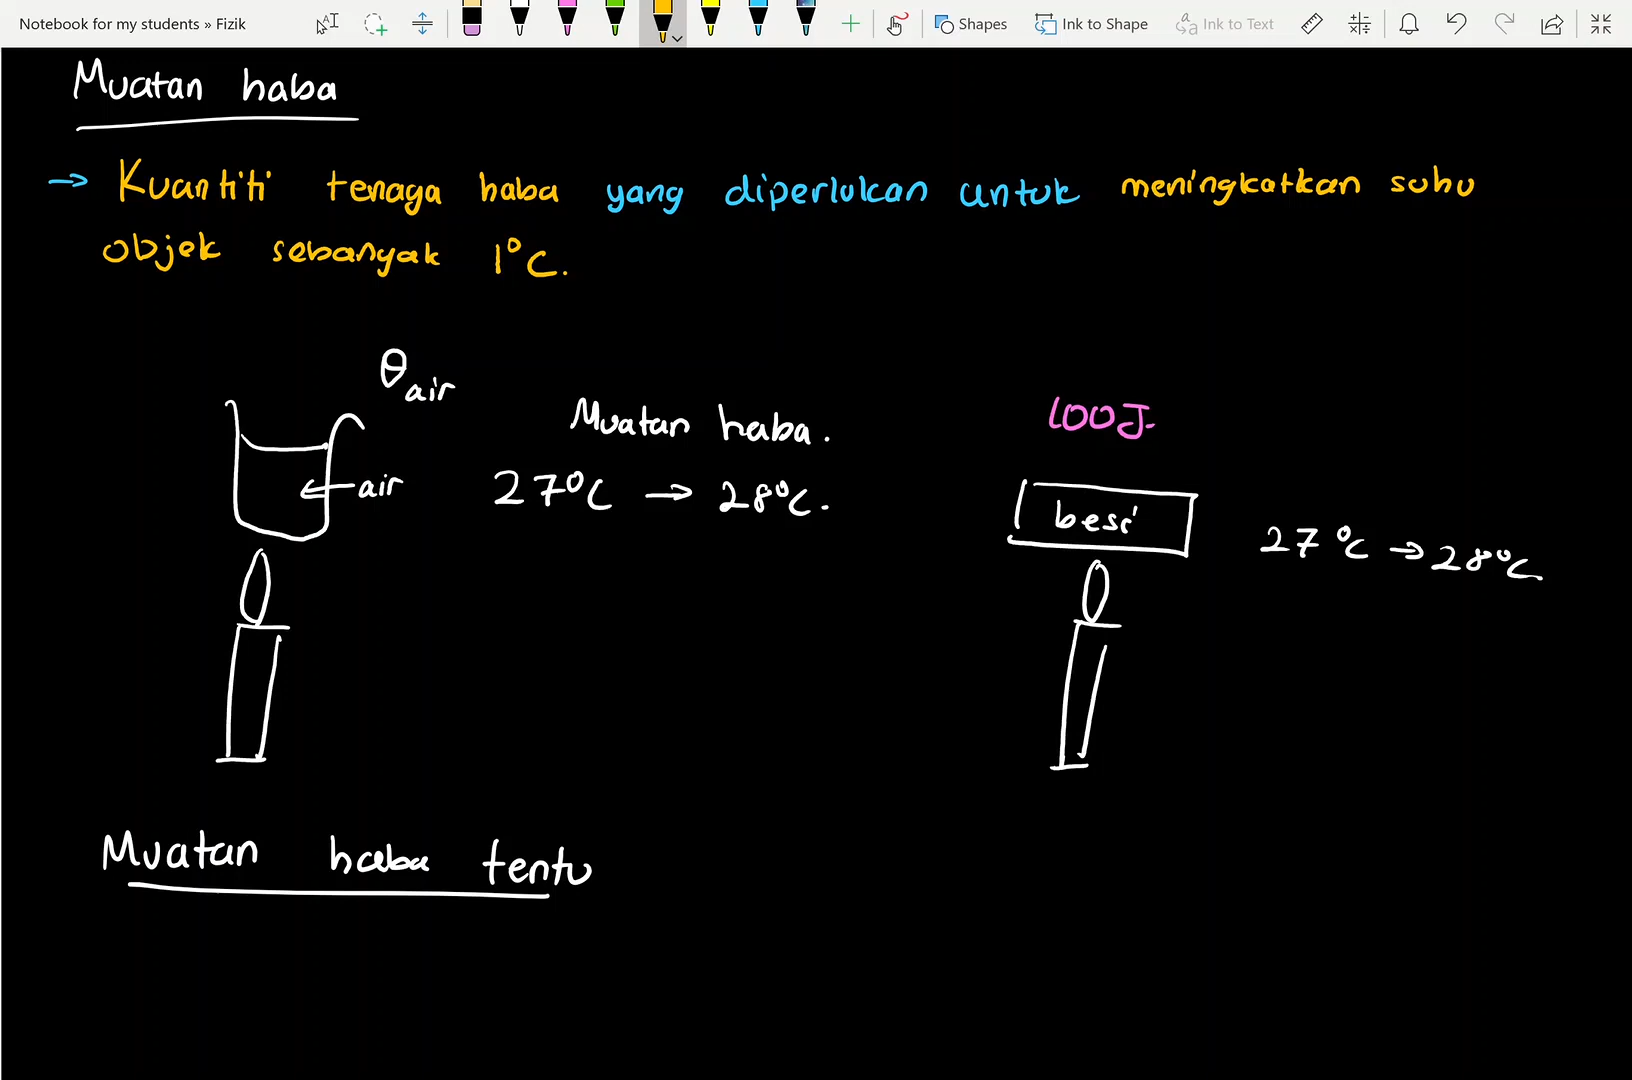 Notebook for my students » Fizik
Shapes
Ink to Shape
Ink to Text
Muatan haba
→ Kuantiti tenaga haba yang diperlukan untuk meningkatkan suhu
objek sebanyak 1°C.
θair
Muatan haba.
100J
air
27°C → 28°C.
besi
27°C → 28°C
Muatan haba tentu